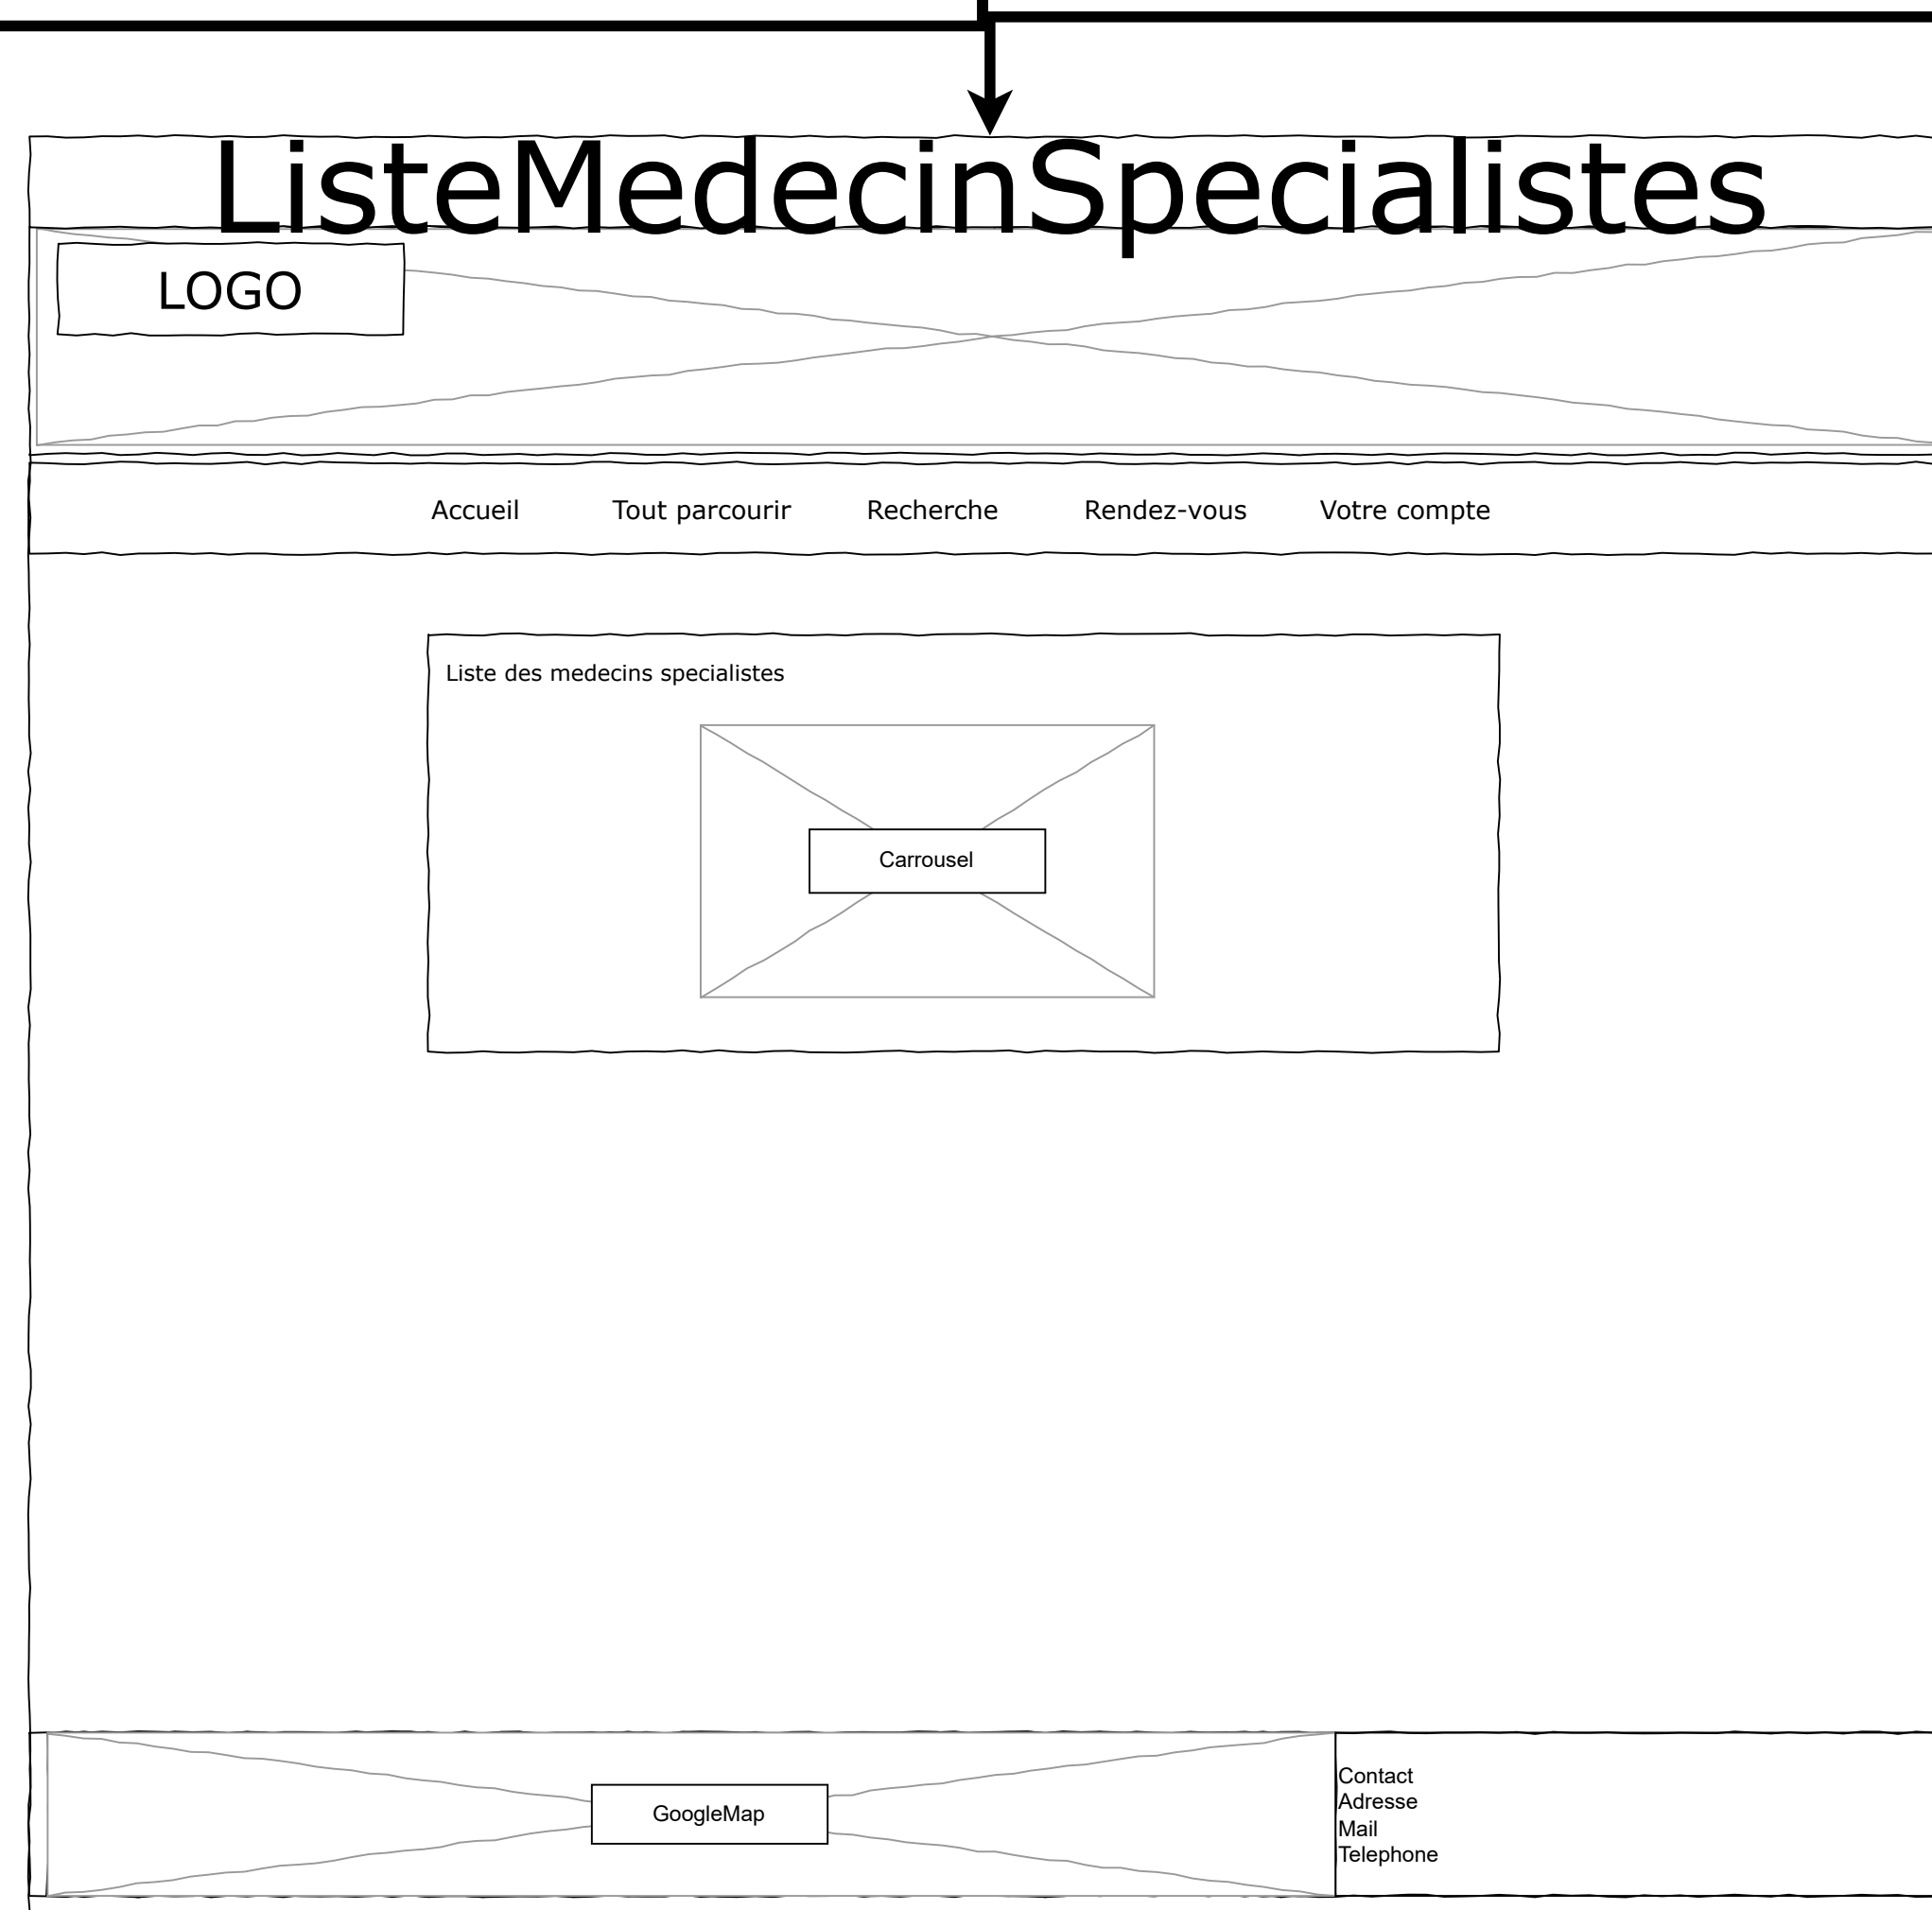 ListeMedecinSpecialistes
LOGO
Accueil Tout parcourir Recherche Rendez-vous Votre compte
Liste des medecins specialistes
Carrousel
GoogleMap
Contact
Adresse
Mail
Telephone